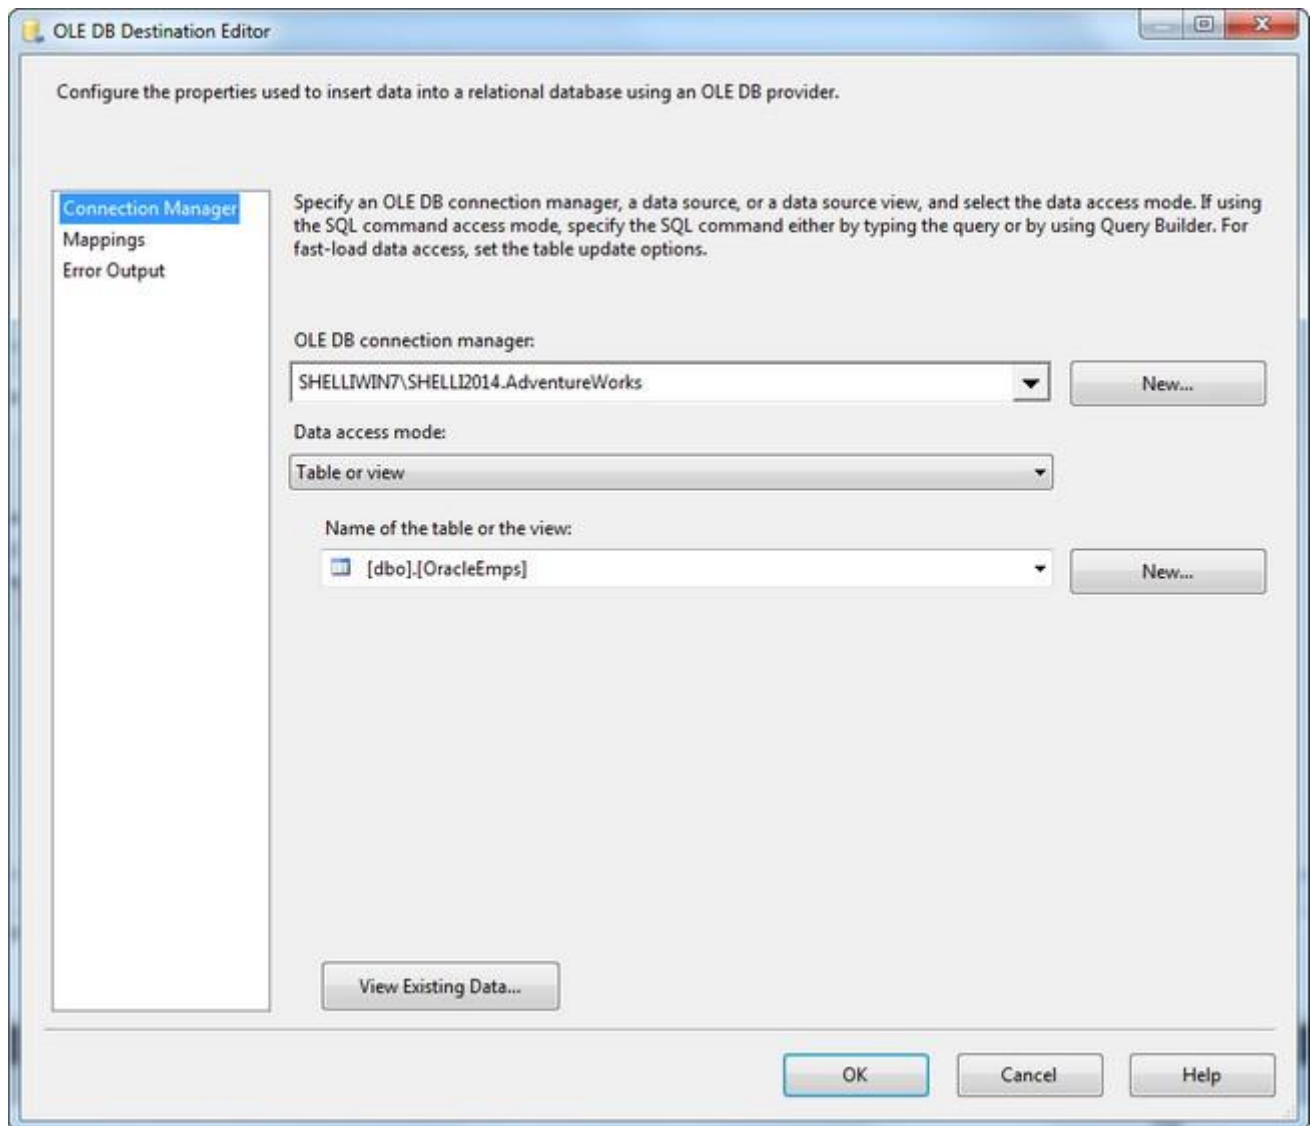 OLE DB Destination Editor
Configure the properties used to insert data into a relational database using an OLE DB provider.
Connection Manager
Mappings
Error Output
Specify an OLE DB connection manager, a data source, or a data source view, and select the data access mode. If using
the SQL command access mode, specify the SQL command either by typing the query or by using Query Builder. For
fast-load data access, set the table update options.
OLE DB connection manager:
SHELLIWIN7\SHELLI2014.AdventureWorks
New...
Data access mode:
Table or view
Name of the table or the view:
[dbo].[OracleEmps]
New...
View Existing Data...
OK
Cancel
Help